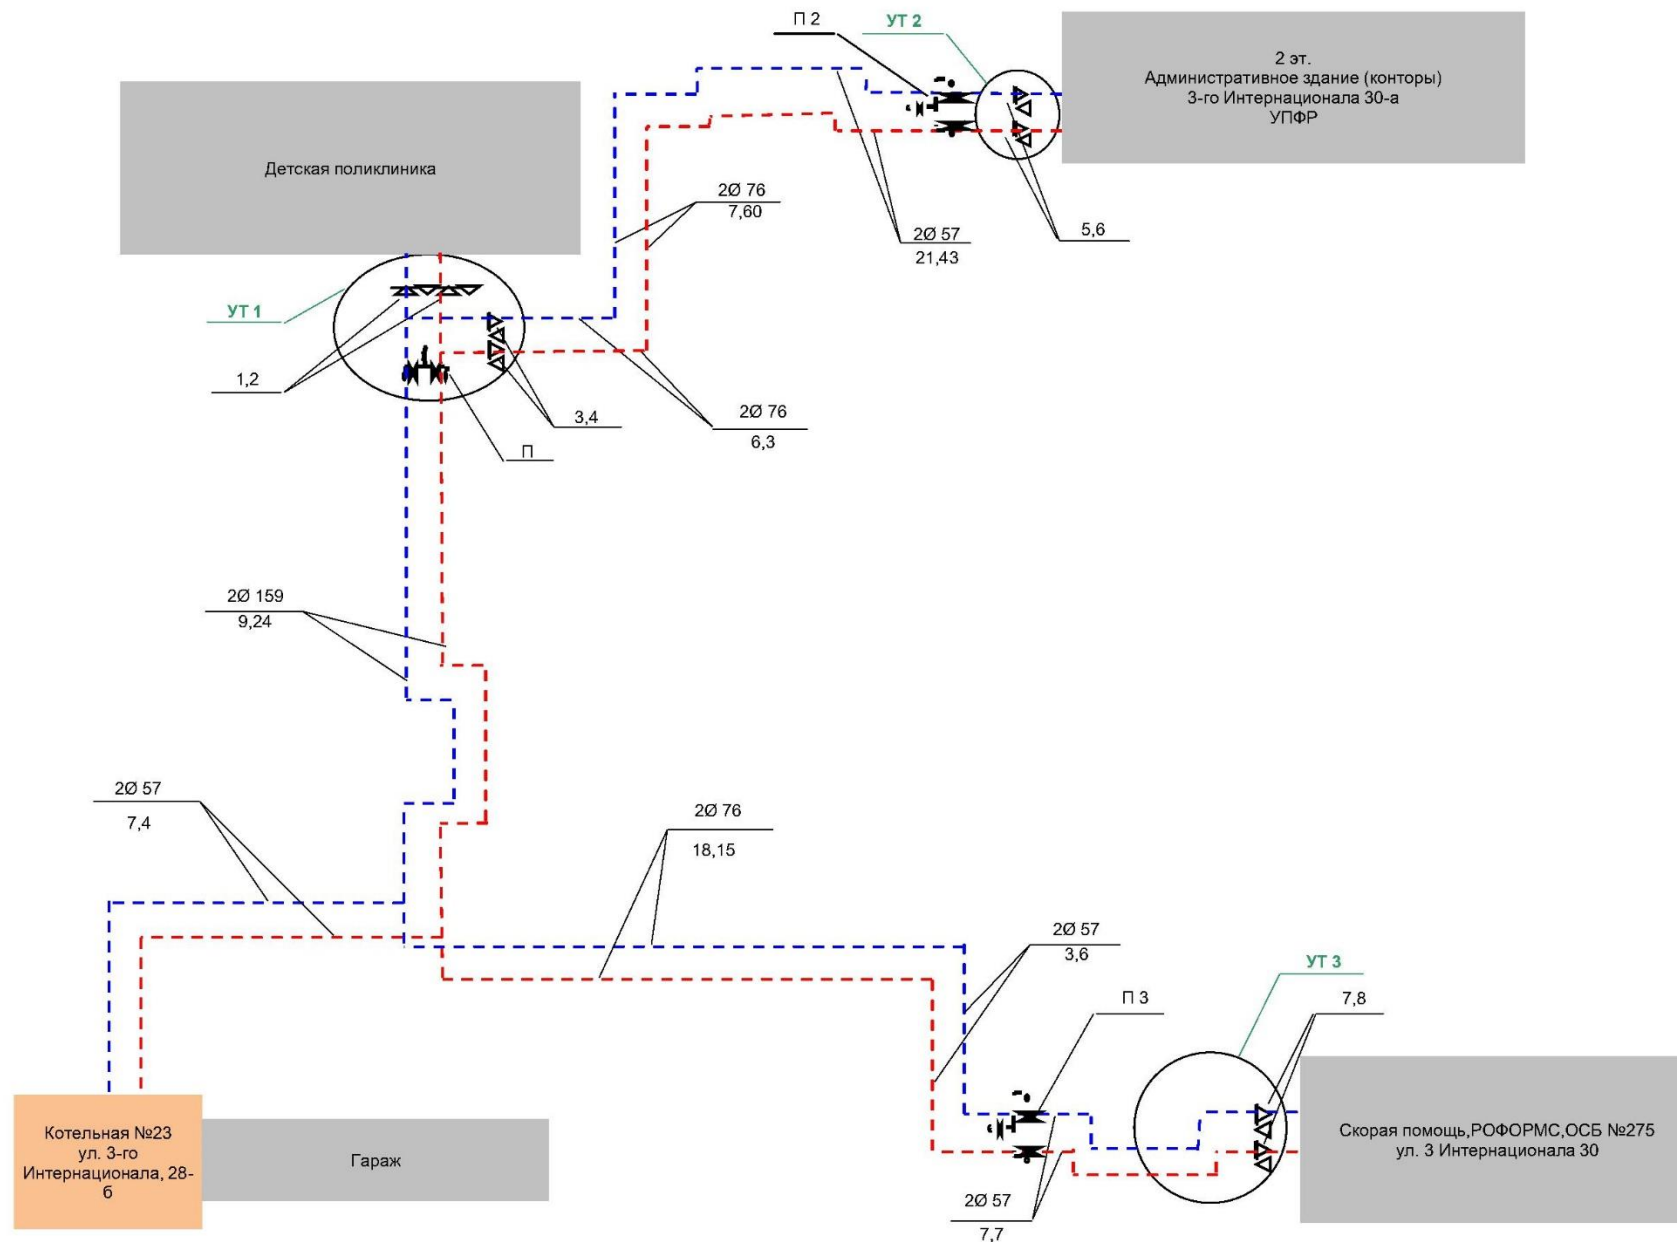 П 2
УТ 2
2 эт.
Административное здание (конторы)
3-го Интернационала 30-а
УПФР
Детская поликлиника
2Ø 76
7,60
2Ø 57
21,43
5,6
УТ 1
1,2
3,4
П
2Ø 76
6,3
2Ø 159
9,24
2Ø 57
7,4
2Ø 76
18,15
2Ø 57
3,6
УТ 3
П 3
7,8
Котельная №23
ул. 3-го
Интернационала, 28-
б
Гараж
Скорая помощь,РОФОРМС,ОСБ №275
ул. 3 Интернационала 30
2Ø 57
7,7